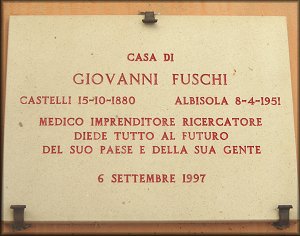 CASA DI
GIOVANNI FUSCHI
CASTELLI 15-10-1880 ALBISOLA 8-4-1951
MEDICO IMPRENDITORE RICERCATORE
DIEDE TUTTO AL FUTURO
DEL SUO PAESE E DELLA SUA GENTE
6 SETTEMBRE 1997